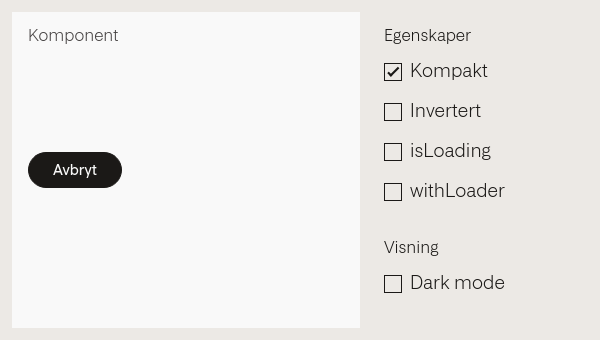 Komponent
Avbryt
Egenskaper
Kompakt
Invertert
isLoading
withLoader
Visning
Dark mode